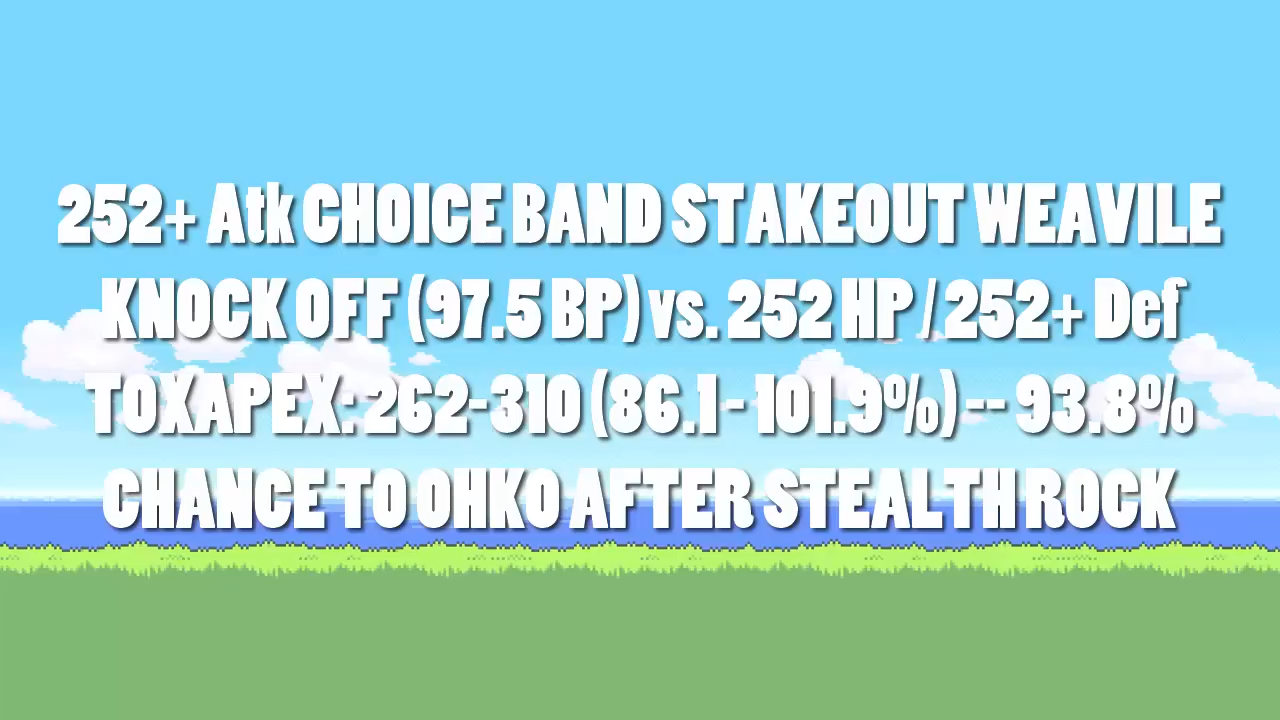 252+ Atk CHOICE BAND STAKEOUT WEAVILE
KNOCK OFF (97.5 BP) vs. 252 HP / 252+ Def
TOXAPEX: 262-310 (86.1 - 101.9%) -- 93.8%
CHANCE TO OHKO AFTER STEALTH ROCK